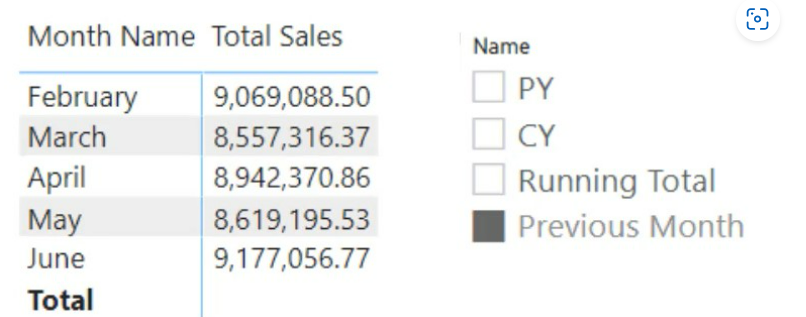 Month Name Total Sales
February 9,069,088.50
March 8,557,316.37
April 8,942,370.86
May 8,619,195.53
June 9,177,056.77
Total
Name
PY
CY
Running Total
Previous Month